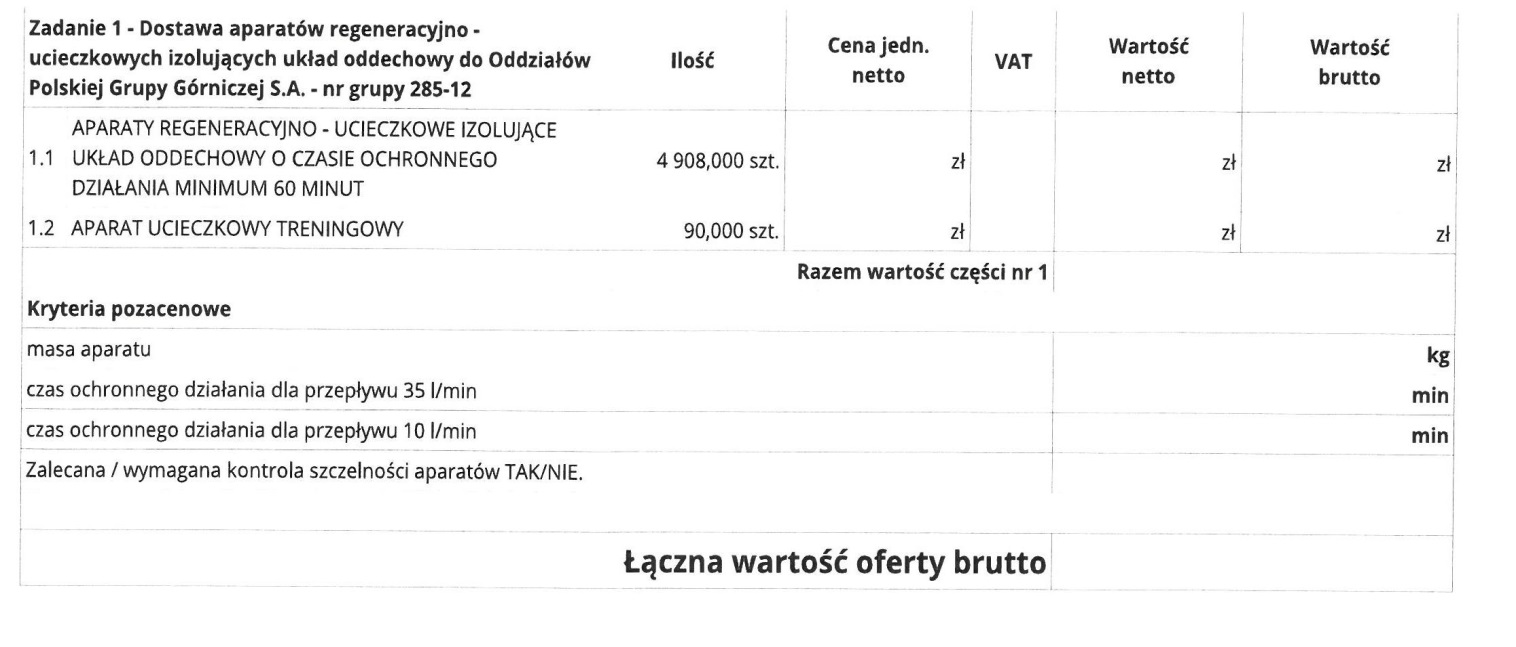 Zadanie 1 - Dostawa aparatów regeneracyjno -
ucieczkowych izolujących układ oddechowy do Oddziałów
Polskiej Grupy Górniczej S.A. - nr grupy 285-12
Ilość
Cena jedn.
netto
VAT
Wartość
netto
Wartość
brutto
1.1 APARATY REGENERACYJNO - UCIECZKOWE IZOLUJĄCE
UKŁAD ODDECHOWY O CZASIE OCHRONNEGO
DZIAŁANIA MINIMUM 60 MINUT
4 908,000 szt. zł zł zł
1.2 APARAT UCIECZKOWY TRENINGOWY 90,000 szt. zł zł zł
Razem wartość części nr 1
Kryteria pozacenowe
masa aparatu kg
czas ochronnego działania dla przepływu 35 l/min min
czas ochronnego działania dla przepływu 10 l/min min
Zalecana / wymagana kontrola szczelności aparatów TAK/NIE.
Łączna wartość oferty brutto